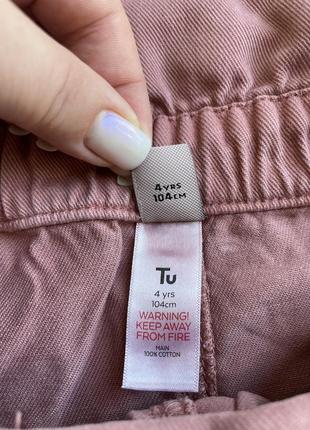 4 YRS
104CM
Tu
4 yrs
104cm
WARNING!
KEEP AWAY
FROM FIRE
MAIN
100% COTTON